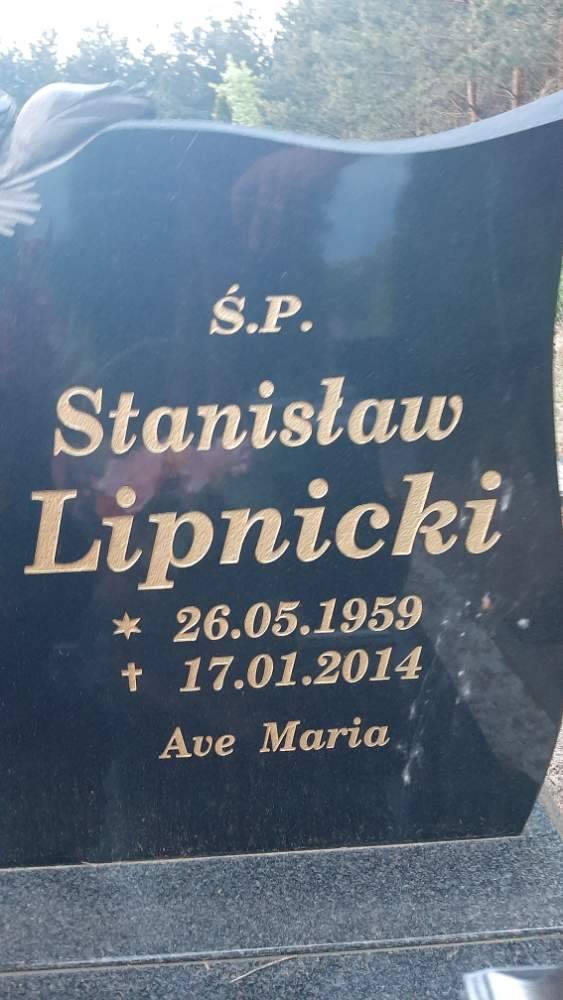 Ś.P.
Stanisław
Lipnicki
✶ 26.05.1959
✝ 17.01.2014
Ave Maria